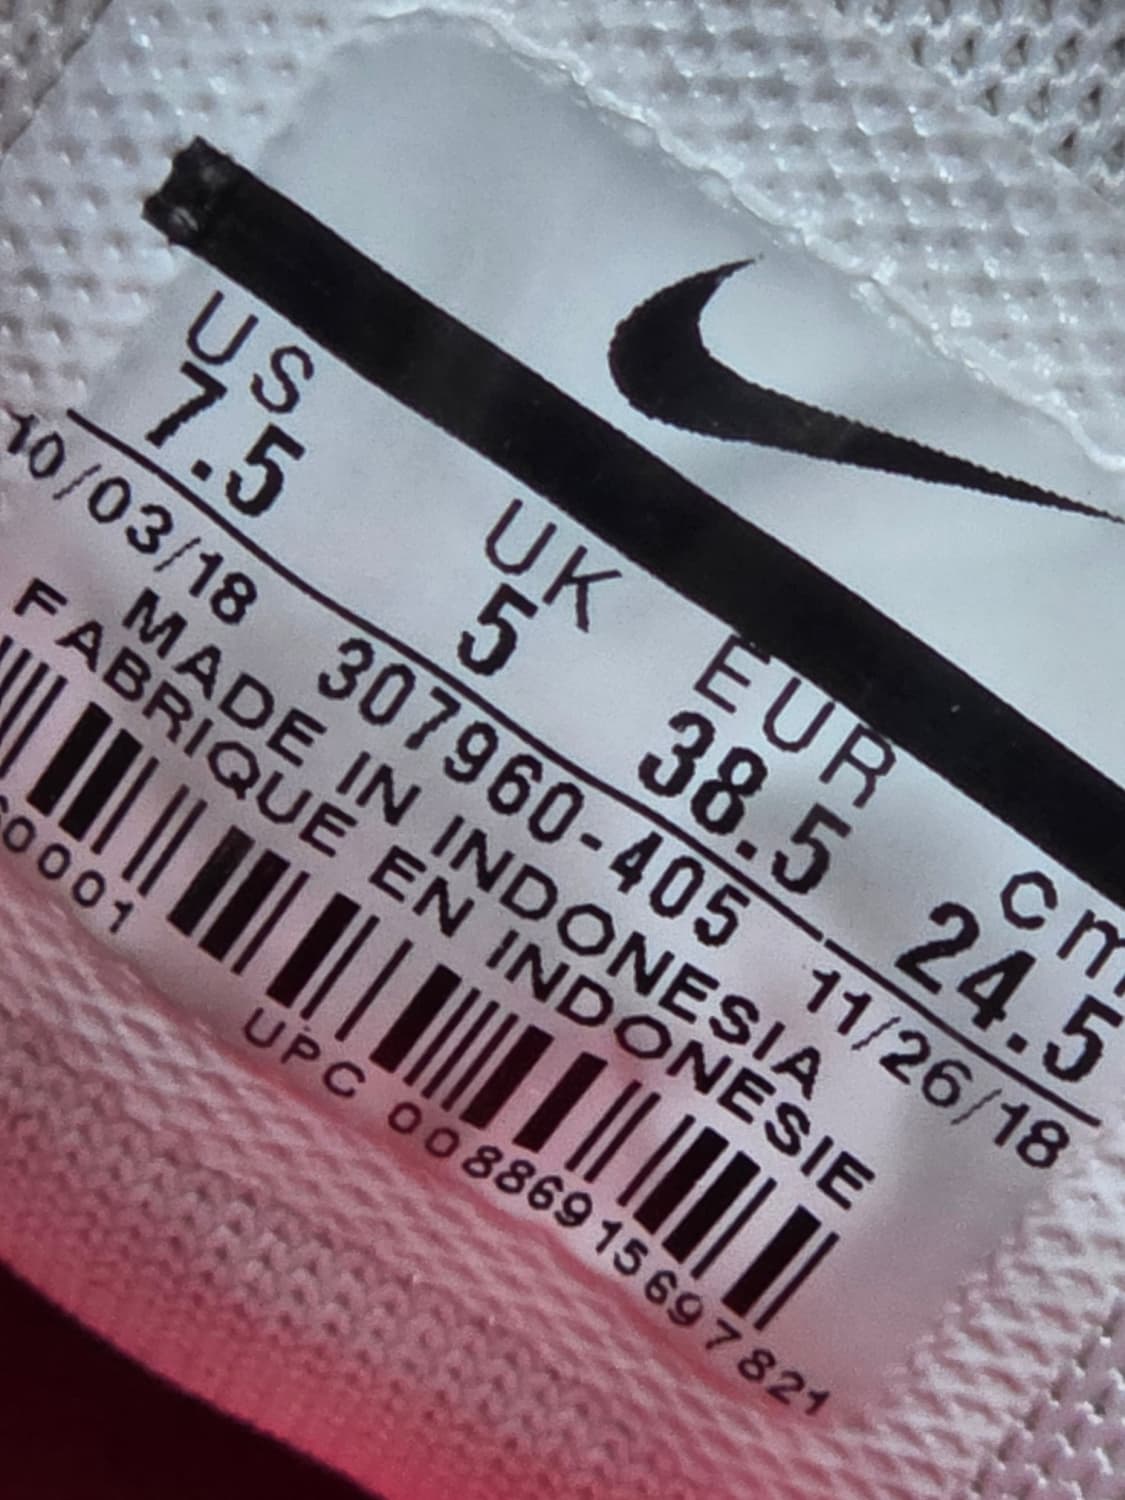 US UK EUR cm
7.5 5 38.5 24.5
10/03/18 307960-405 11/26/18
MADE IN INDONESIA
FABRIQUE EN INDONESIE
60001
UPC 00886915697821